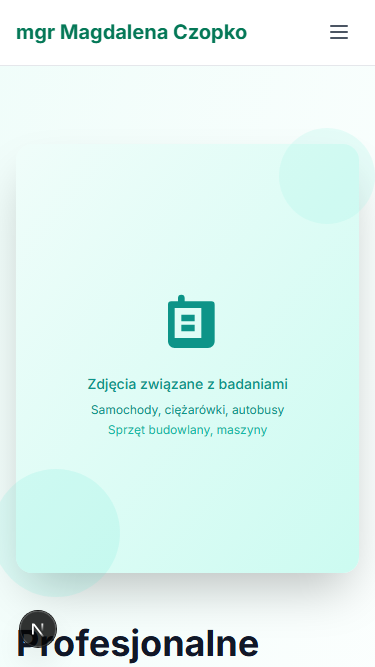 mgr Magdalena Czopko
Zdjęcia związane z badaniami
Samochody, ciężarówki, autobusy
Sprzęt budowlany, maszyny
N
Profesjonalne